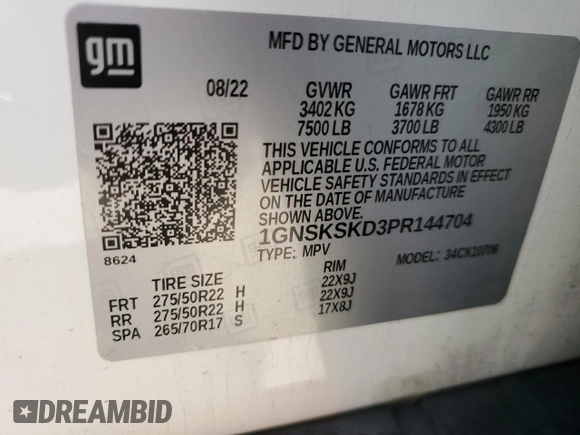 gm
MFD BY GENERAL MOTORS LLC
08/22 GVWR GAWR FRT GAWR RR
3402 KG 1678 KG 1950 KG
7500 LB 3700 LB 4300 LB
THIS VEHICLE CONFORMS TO ALL
APPLICABLE U.S. FEDERAL MOTOR
VEHICLE SAFETY STANDARDS IN EFFECT
ON THE DATE OF MANUFACTURE
SHOWN ABOVE.
1GNSKSKD3PR144704
8624
TYPE: MPV MODEL: 34CK10706
TIRE SIZE RIM
FRT 275/50R22 H 22X9J
RR 275/50R22 H 22X9J
SPA 265/70R17 S 17X8J
DREAMBID